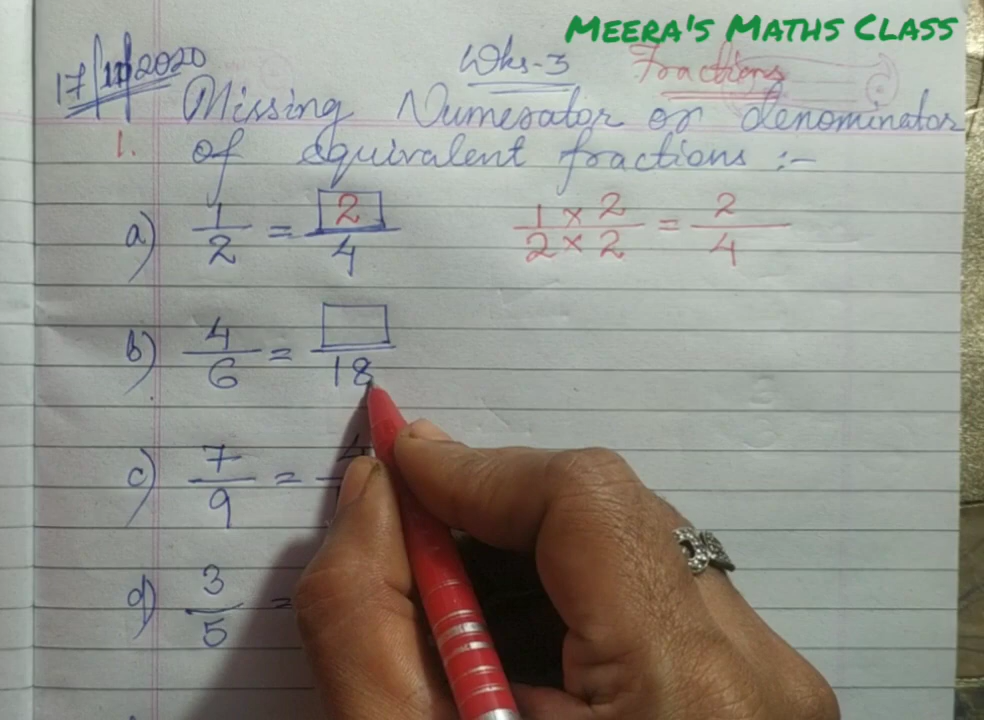 MEERA'S MATHS CLASS
17/11/2020 Wks-3 Fractions
1. Missing Numerator or denominator
of equivalent fractions :-
a) 1/2 = 2/4 1 × 2/2 × 2 = 2/4
b) 4/6 = □/18
c) 7/9 =
d) 3/5 =